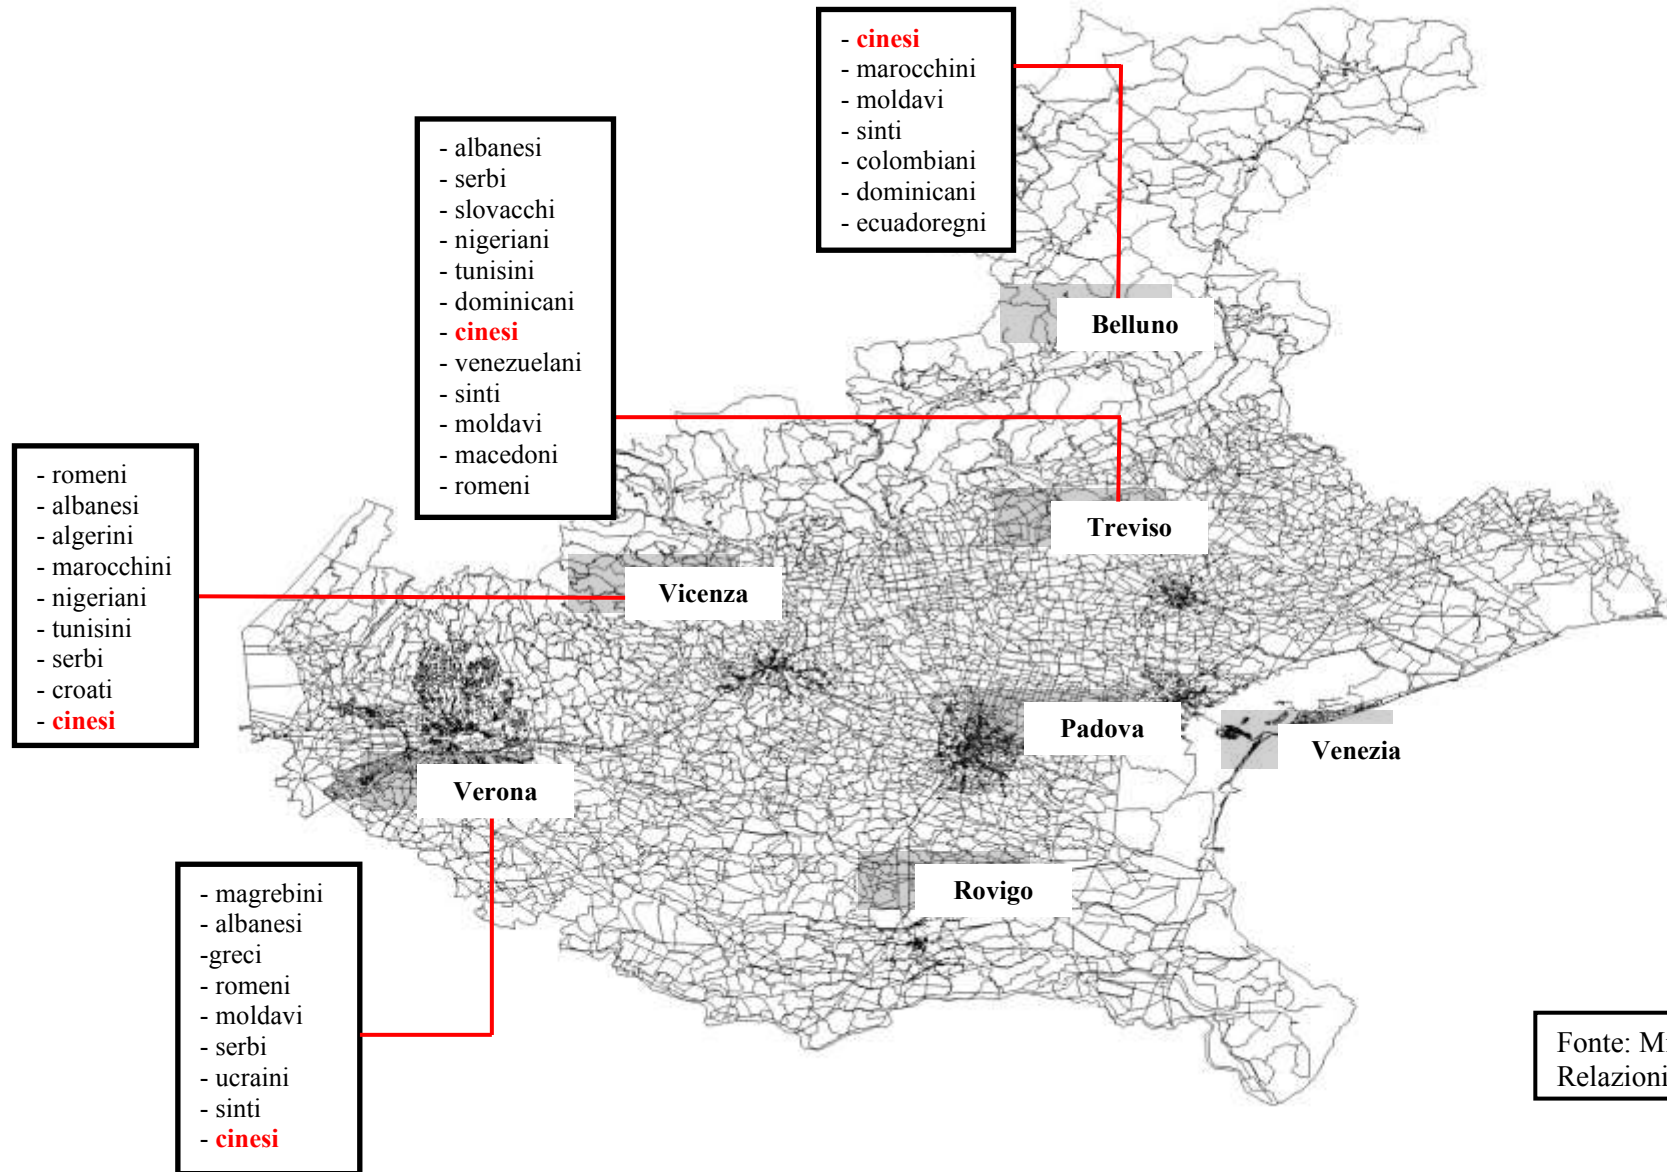 - cinesi
- marocchini
- moldavi
- sinti
- colombiani
- dominicani
- ecuadoregni
- albanesi
- serbi
- slovacchi
- nigeriani
- tunisini
- dominicani
- cinesi
- venezuelani
- sinti
- moldavi
- macedoni
- romeni
- romeni
- albanesi
- algerini
- marocchini
- nigeriani
- tunisini
- serbi
- croati
- cinesi
Belluno
Treviso
Vicenza
Padova
Venezia
Verona
Rovigo
- magrebini
- albanesi
-greci
- romeni
- moldavi
- serbi
- ucraini
- sinti
- cinesi
Fonte:
Relazioni